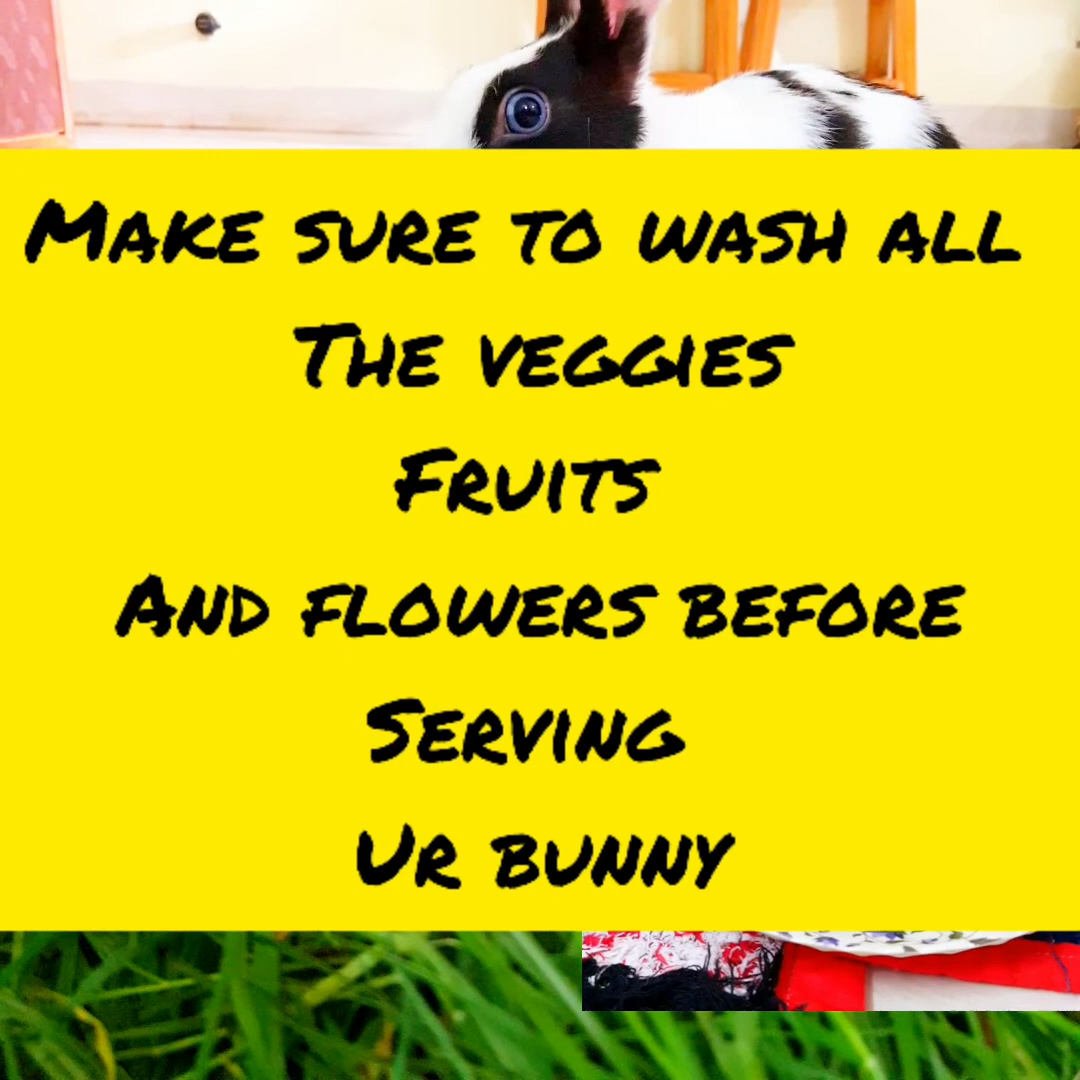 Make sure to wash all
The veggies
Fruits
And flowers before
Serving
Ur bunny